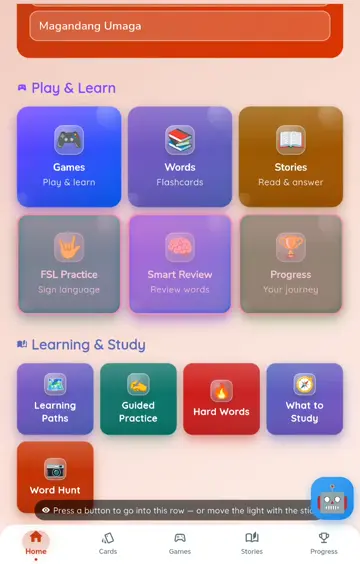 Magandang Umaga
Play & Learn
Games
Play & learn
Words
Flashcards
Stories
Read & answer
FSL Practice
Sign language
Smart Review
Review words
Progress
Your journey
Learning & Study
Learning
Paths
Guided
Practice
Hard Words
What to
Study
Word Hunt
Press a button to go into this row — or move the light with the
Home
Cards
Games
Stories
Progress